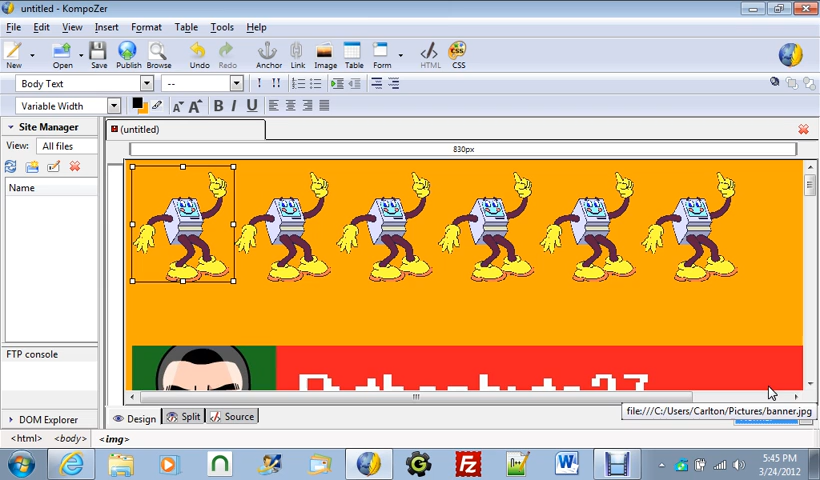 untitled - KompoZer
File Edit View Insert Format Table Tools Help
New Open Save Publish Undo Redo Anchor Link Image Table Form HTML CSS
Browse
Body Text --
Variable Width B I U
Site Manager (untitled)
View: All files 830px
Name
FTP console
DOM Explorer Design Split Source
file:///C:/Users/Carlton/Pictures/banner.jpg
<html> <body> <img>
5:45 PM
3/24/2012